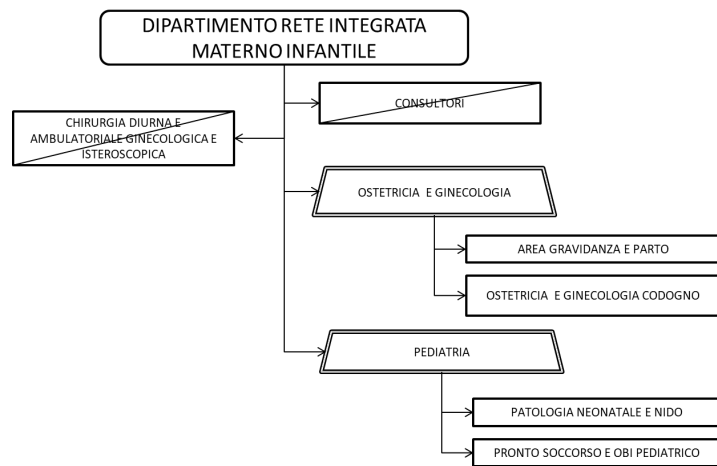 DIPARTIMENTO RETE INTEGRATA
MATERNO INFANTILE
CONSULTORI
CHIRURGIA DIURNA E
AMBULATORIALE GINECOLOGICA E
ISTEROSCOPICA
OSTETRICIA E GINECOLOGIA
AREA GRAVIDANZA E PARTO
OSTETRICIA E GINECOLOGIA CODOGNO
PEDIATRIA
PATOLOGIA NEONATALE E NIDO
PRONTO SOCCORSO E OBI PEDIATRICO